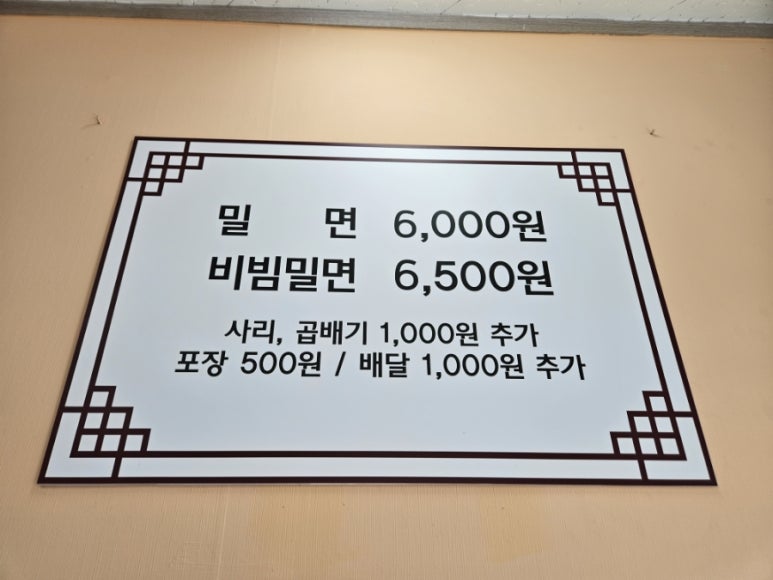 밀 면 6,000원
비빔밀면 6,500원
사리, 곱배기 1,000원 추가
포장 500원 / 배달 1,000원 추가